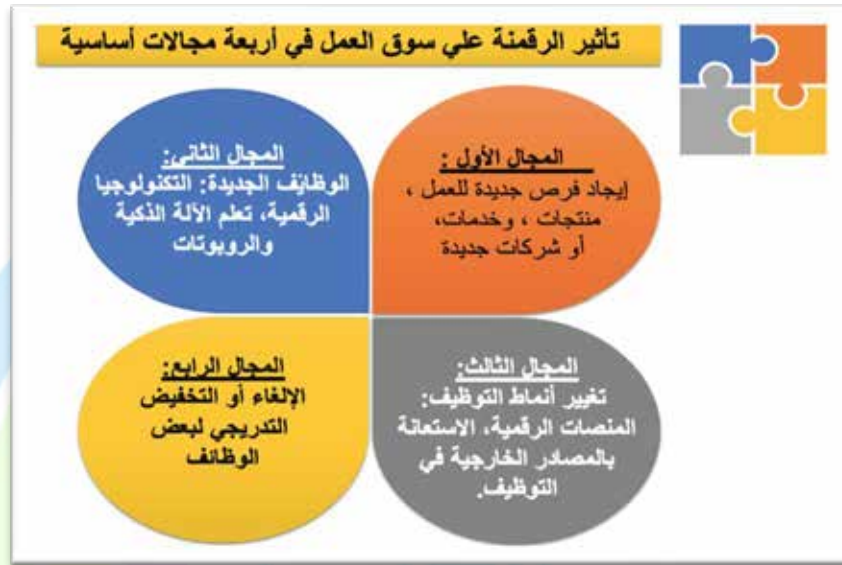 تأثير الرقمنة علي سوق العمل في أربعة مجالات أساسية
المجال الأول :
إيجاد فرص جديدة للعمل ،
منتجات ، وخدمات،
أو شركات جديدة
المجال الثاني:
الوظائف الجديدة: التكنولوجيا
الرقمية، تعلم الآلة الذكية
والروبوتات
المجال الثالث:
تغيير أنماط التوظيف:
المنصات الرقمية، الاستعانة
بالمصادر الخارجية في
التوظيف.
المجال الرابع:
الإلغاء أو التخفيض
التدريجي لبعض
الوظائف